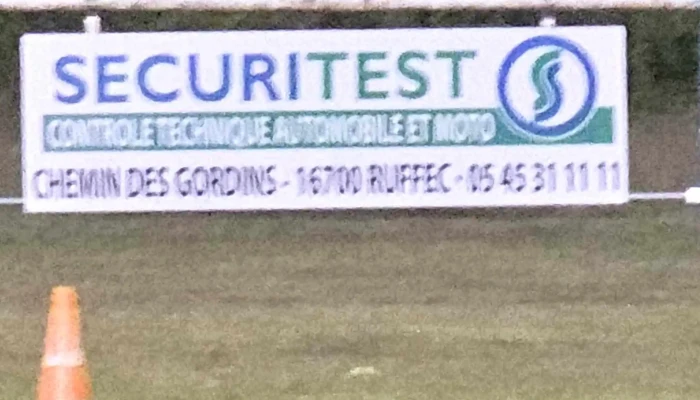 SECURITEST
CONTROLE TECHNIQUE AUTOMOBILE ET MOTO
CHEMIN DES GORDINS - 16700 RUFFEC - 05 45 31 11 11